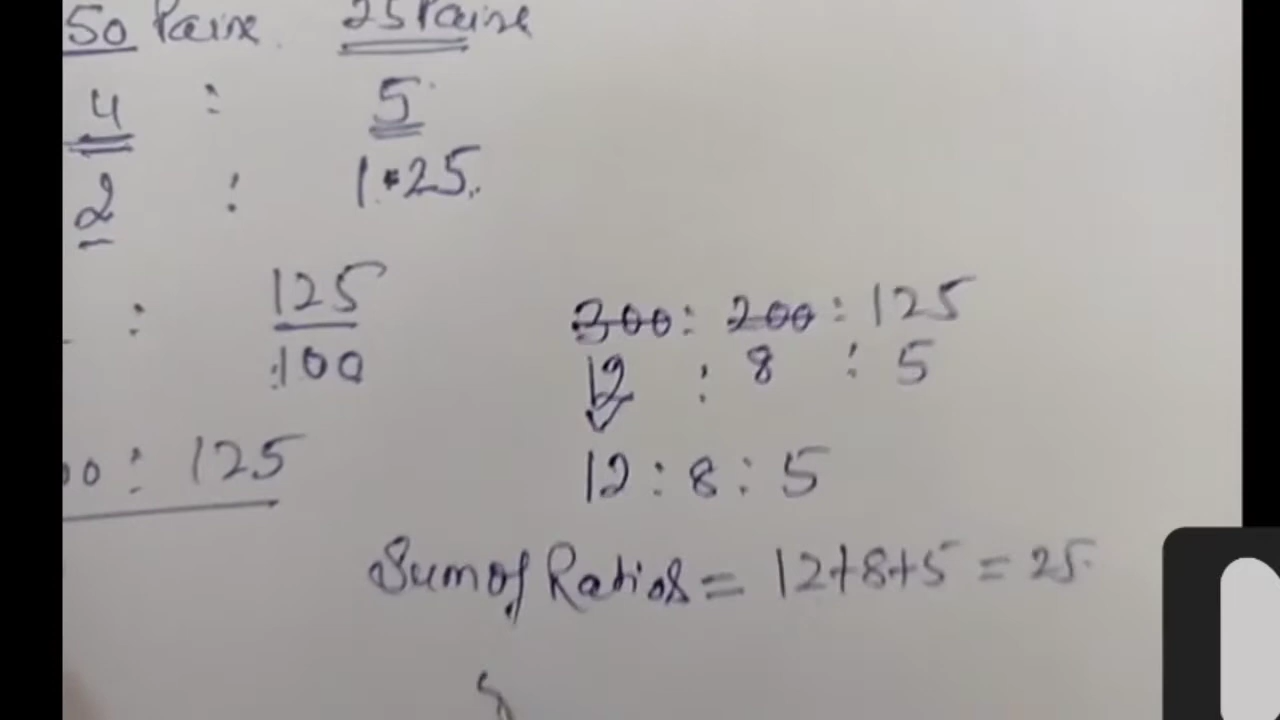 50 Paise 25 Paise
4 : 5
2 : 1.25
: 125
100
00 : 125
300 : 200 : 125
12 : 8 : 5
12 : 8 : 5
Sum of Ratios = 12+8+5 = 25.